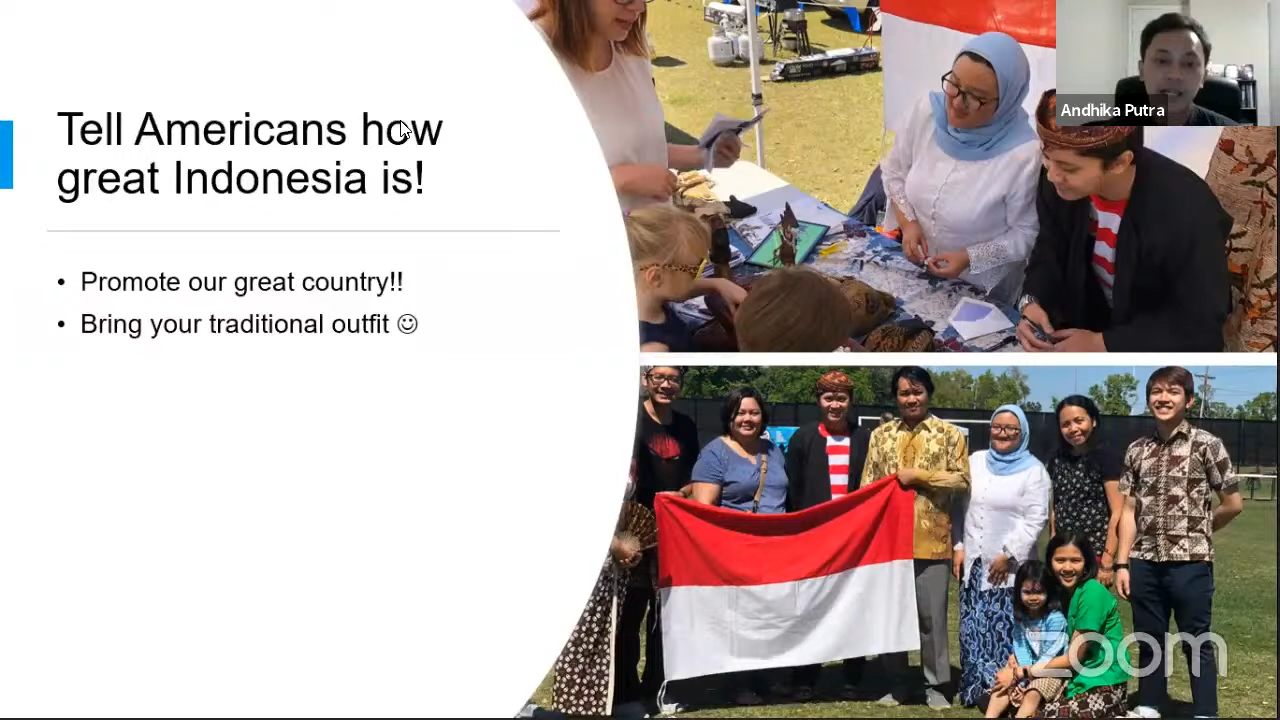 Tell Americans how
great Indonesia is!
• Promote our great country!!
• Bring your traditional outfit ☺
Andhika Putra
zoom